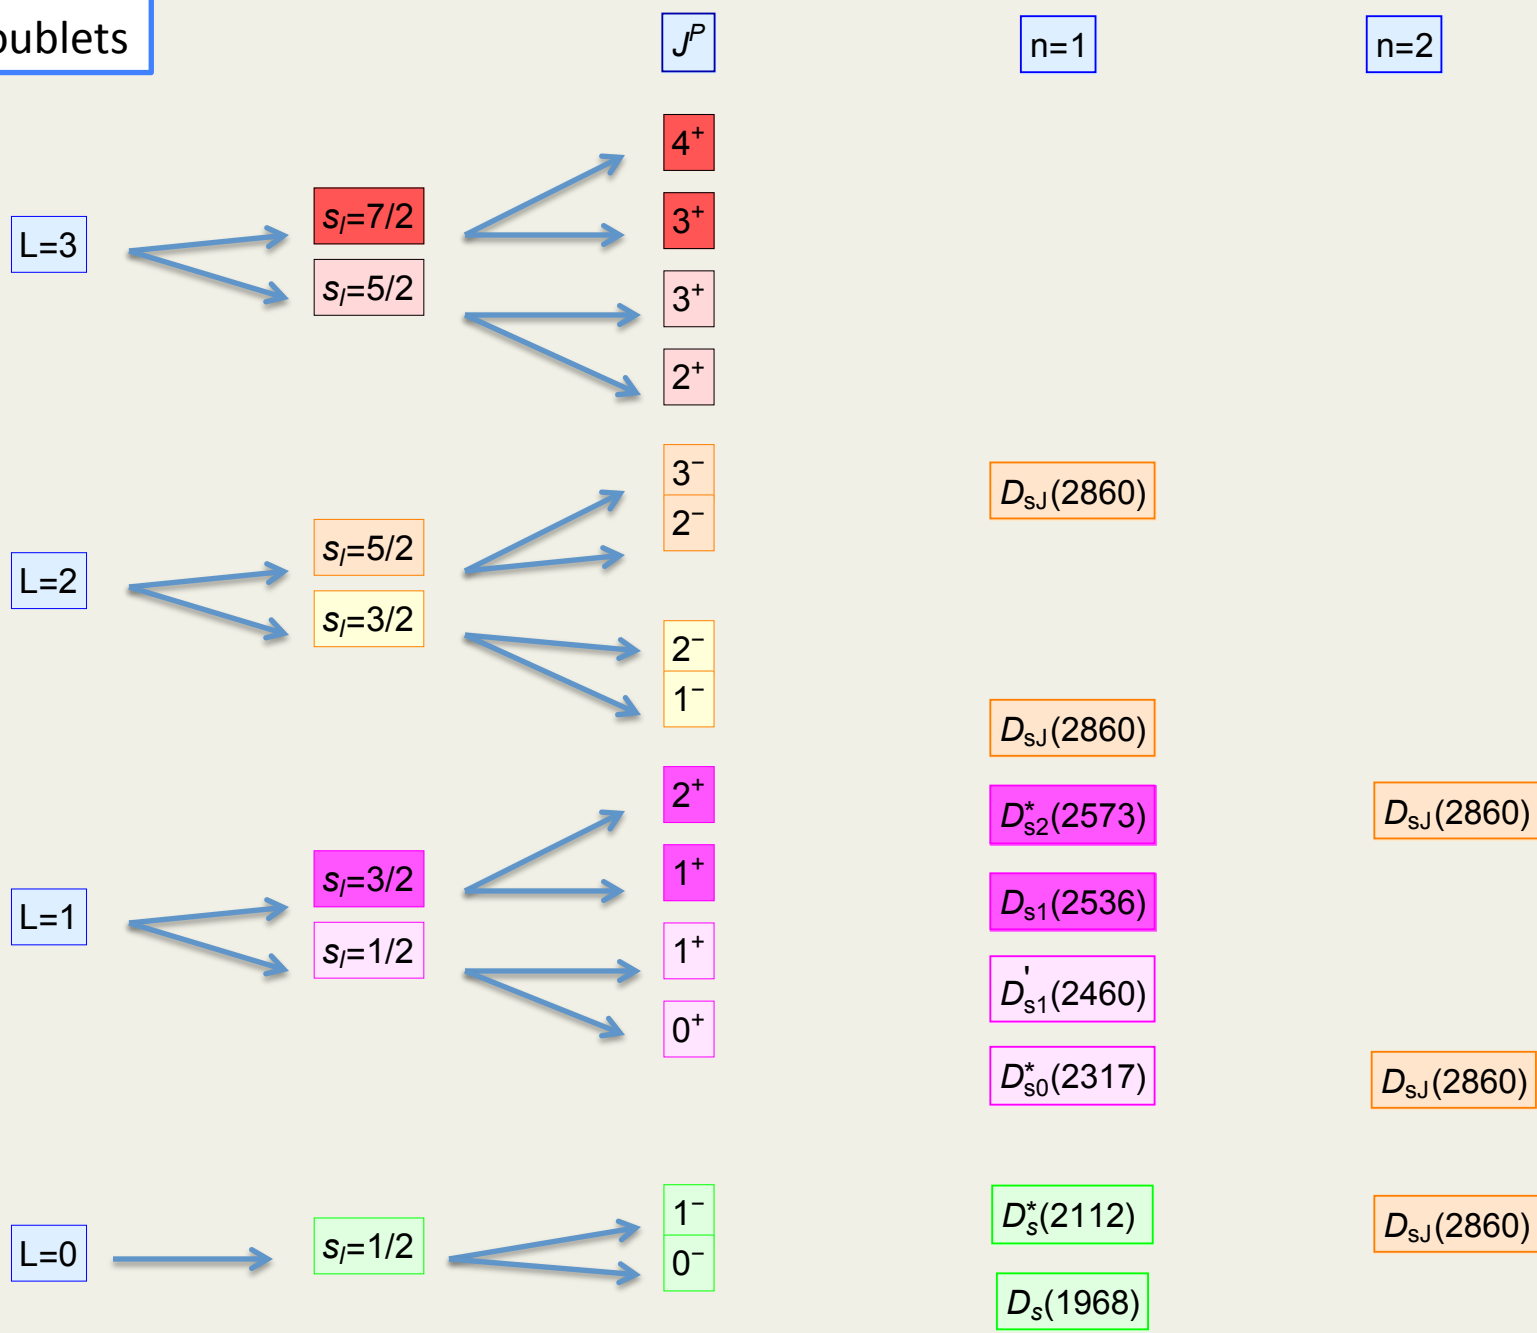 oublets
J^P n=1 n=2
4⁺
s_l=7/2 3⁺
L=3
s_l=5/2 3⁺
2⁺
3⁻
D_sJ(2860)
2⁻
s_l=5/2
L=2
s_l=3/2 2⁻
1⁻
D_sJ(2860)
2⁺ D*_s2(2573) D_sJ(2860)
s_l=3/2 1⁺ D_s1(2536)
L=1
s_l=1/2 1⁺ D'_s1(2460)
0⁺ D*_s0(2317) D_sJ(2860)
1⁻ D*_s(2112) D_sJ(2860)
L=0 s_l=1/2 0⁻
D_s(1968)